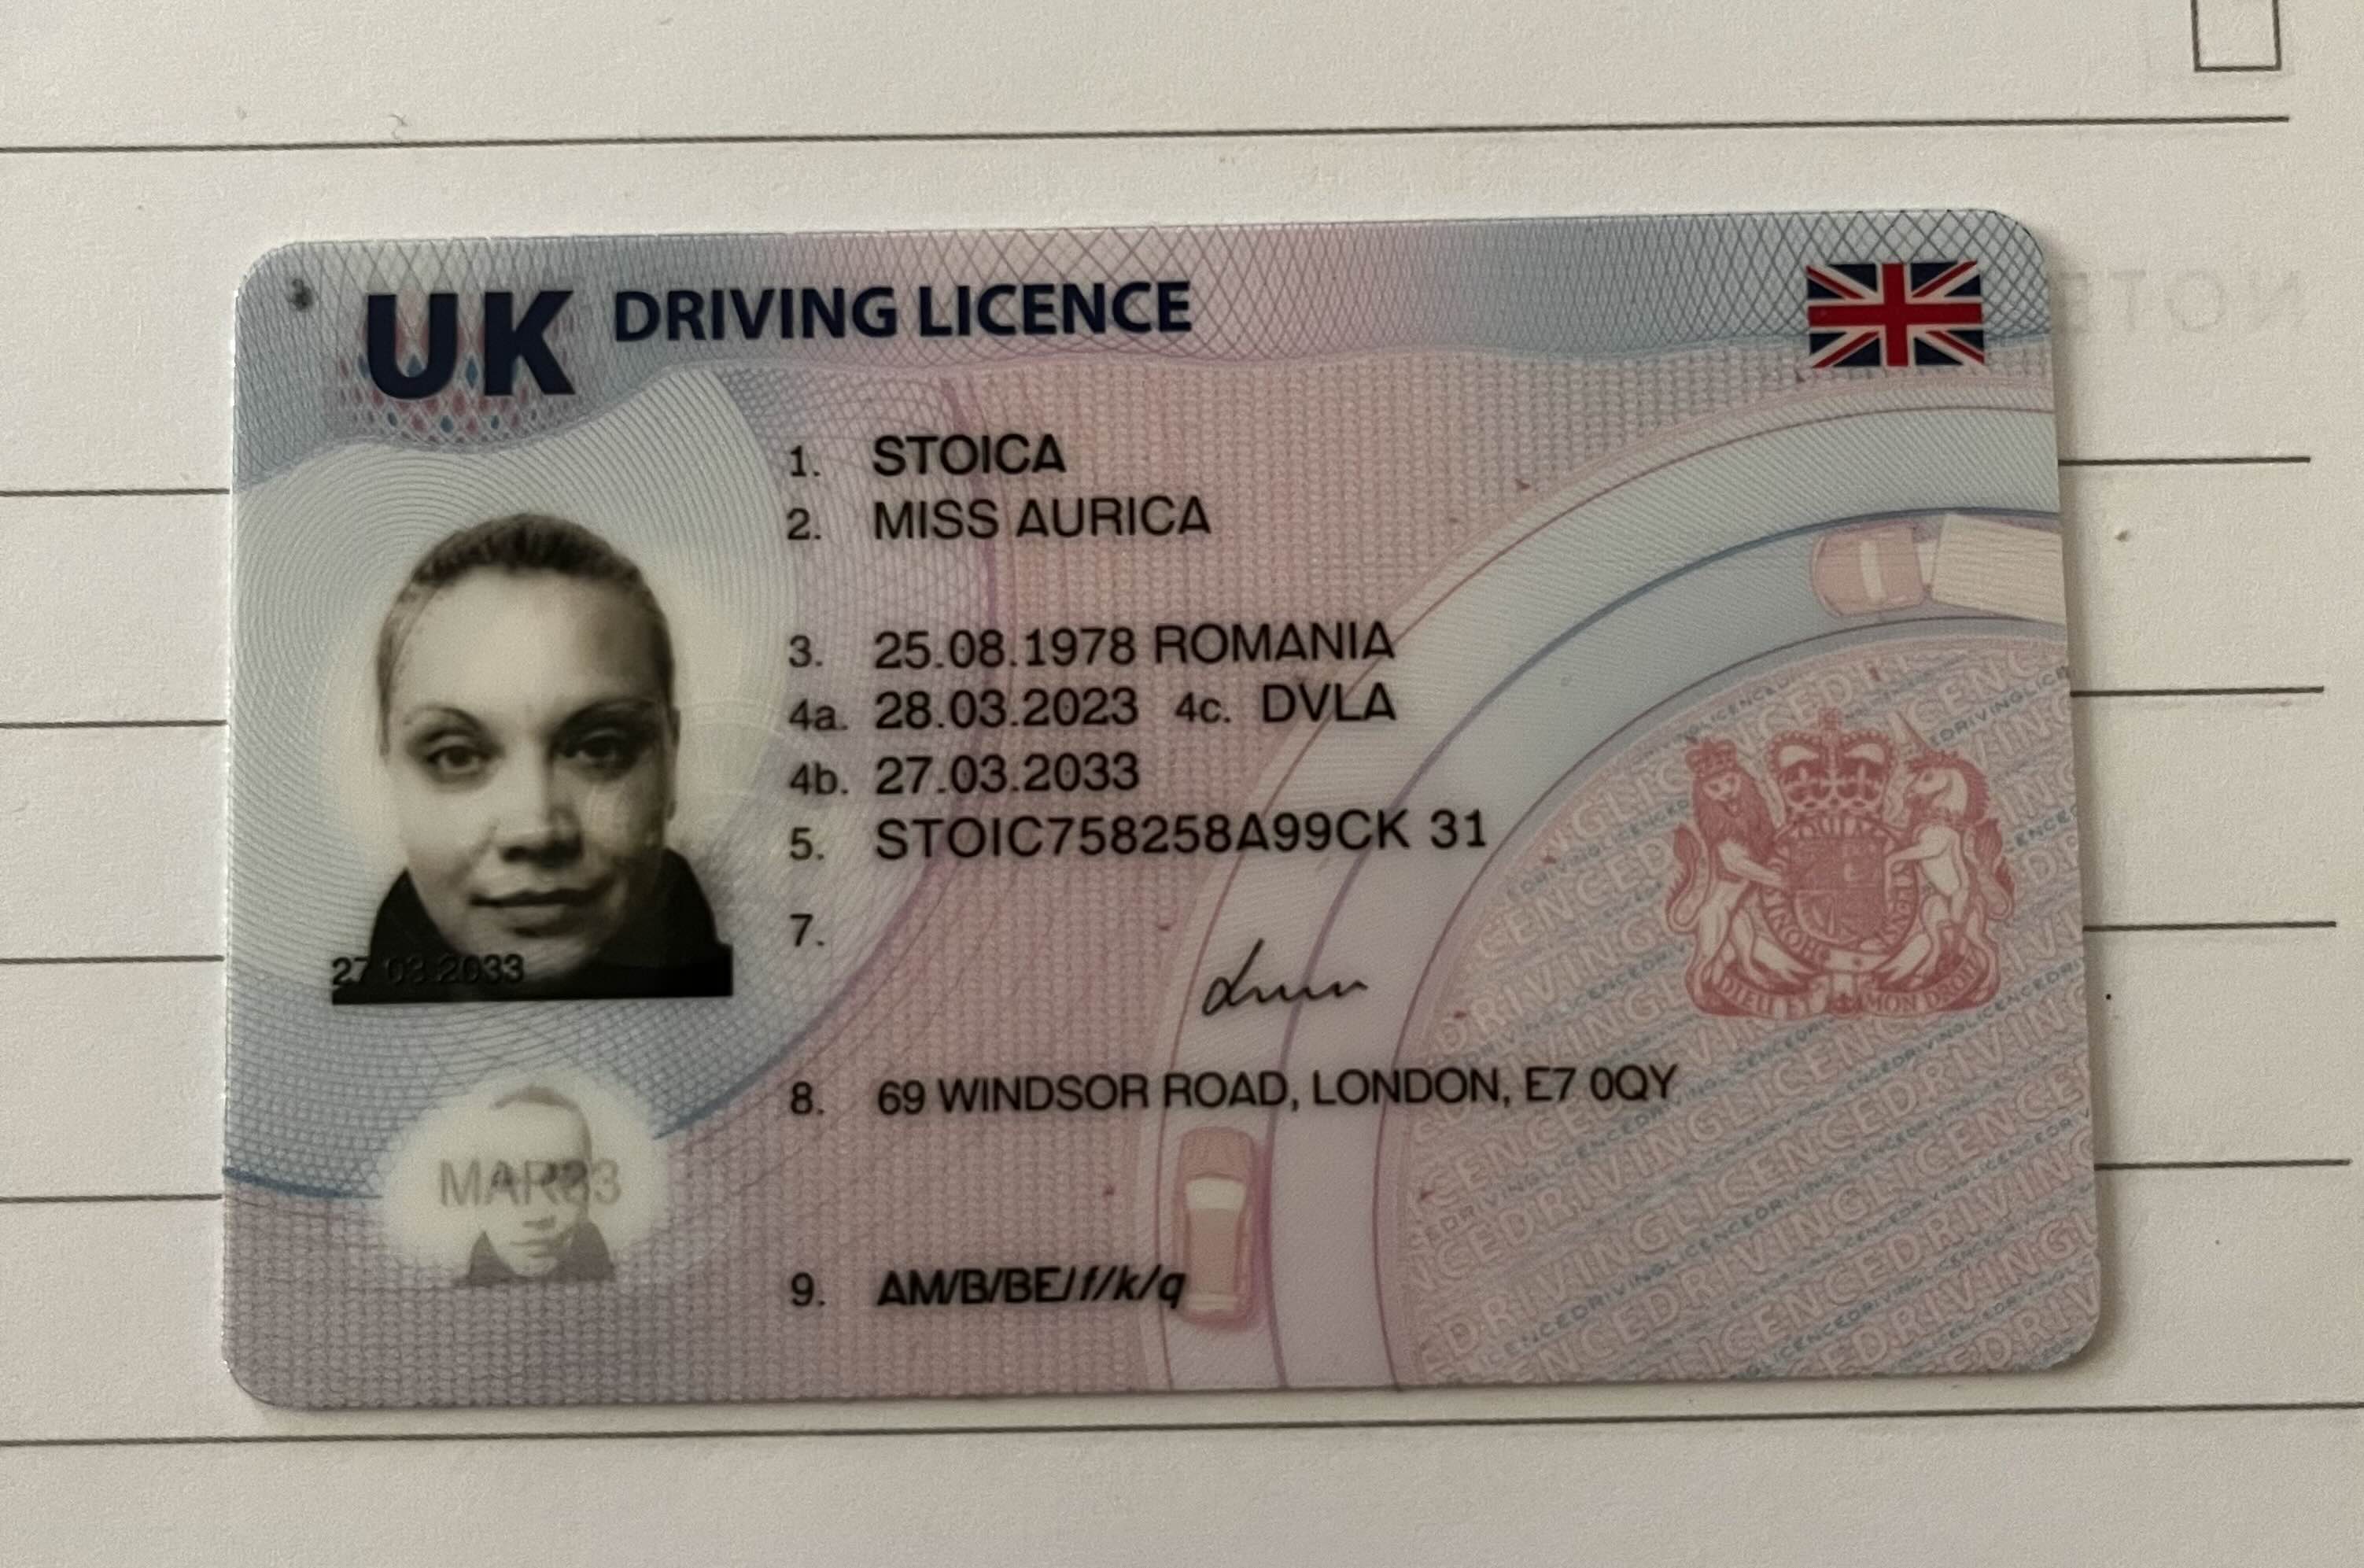 UK DRIVING LICENCE
1. STOICA
2. MISS AURICA
3. 25.08.1978 ROMANIA
4a. 28.03.2023 4c. DVLA
4b. 27.03.2033
5. STOIC758258A99CK 31
7.
27.03.2033
8. 69 WINDSOR ROAD, LONDON, E7 0QY
MAR33
9. AM/B/BE/f/k/q
DIEU ET MON DROIT
NOTE